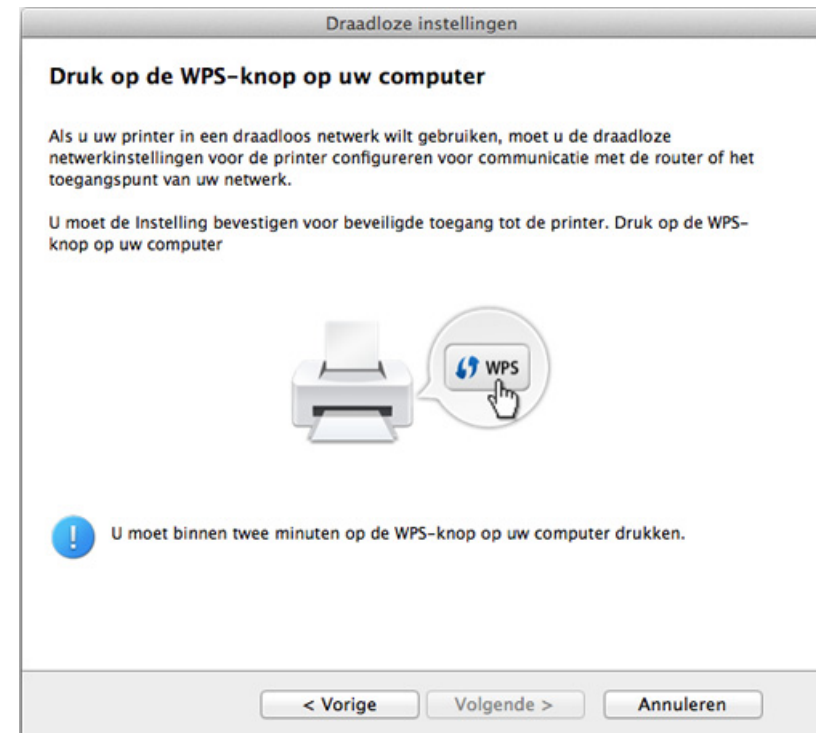 Draadloze instellingen
Druk op de WPS-knop op uw computer
Als u uw printer in een draadloos netwerk wilt gebruiken, moet u de draadloze
netwerkinstellingen voor de printer configureren voor communicatie met de router of het
toegangspunt van uw netwerk.
U moet de Instelling bevestigen voor beveiligde toegang tot de printer. Druk op de WPS-
knop op uw computer
WPS
U moet binnen twee minuten op de WPS-knop op uw computer drukken.
< Vorige
Volgende >
Annuleren